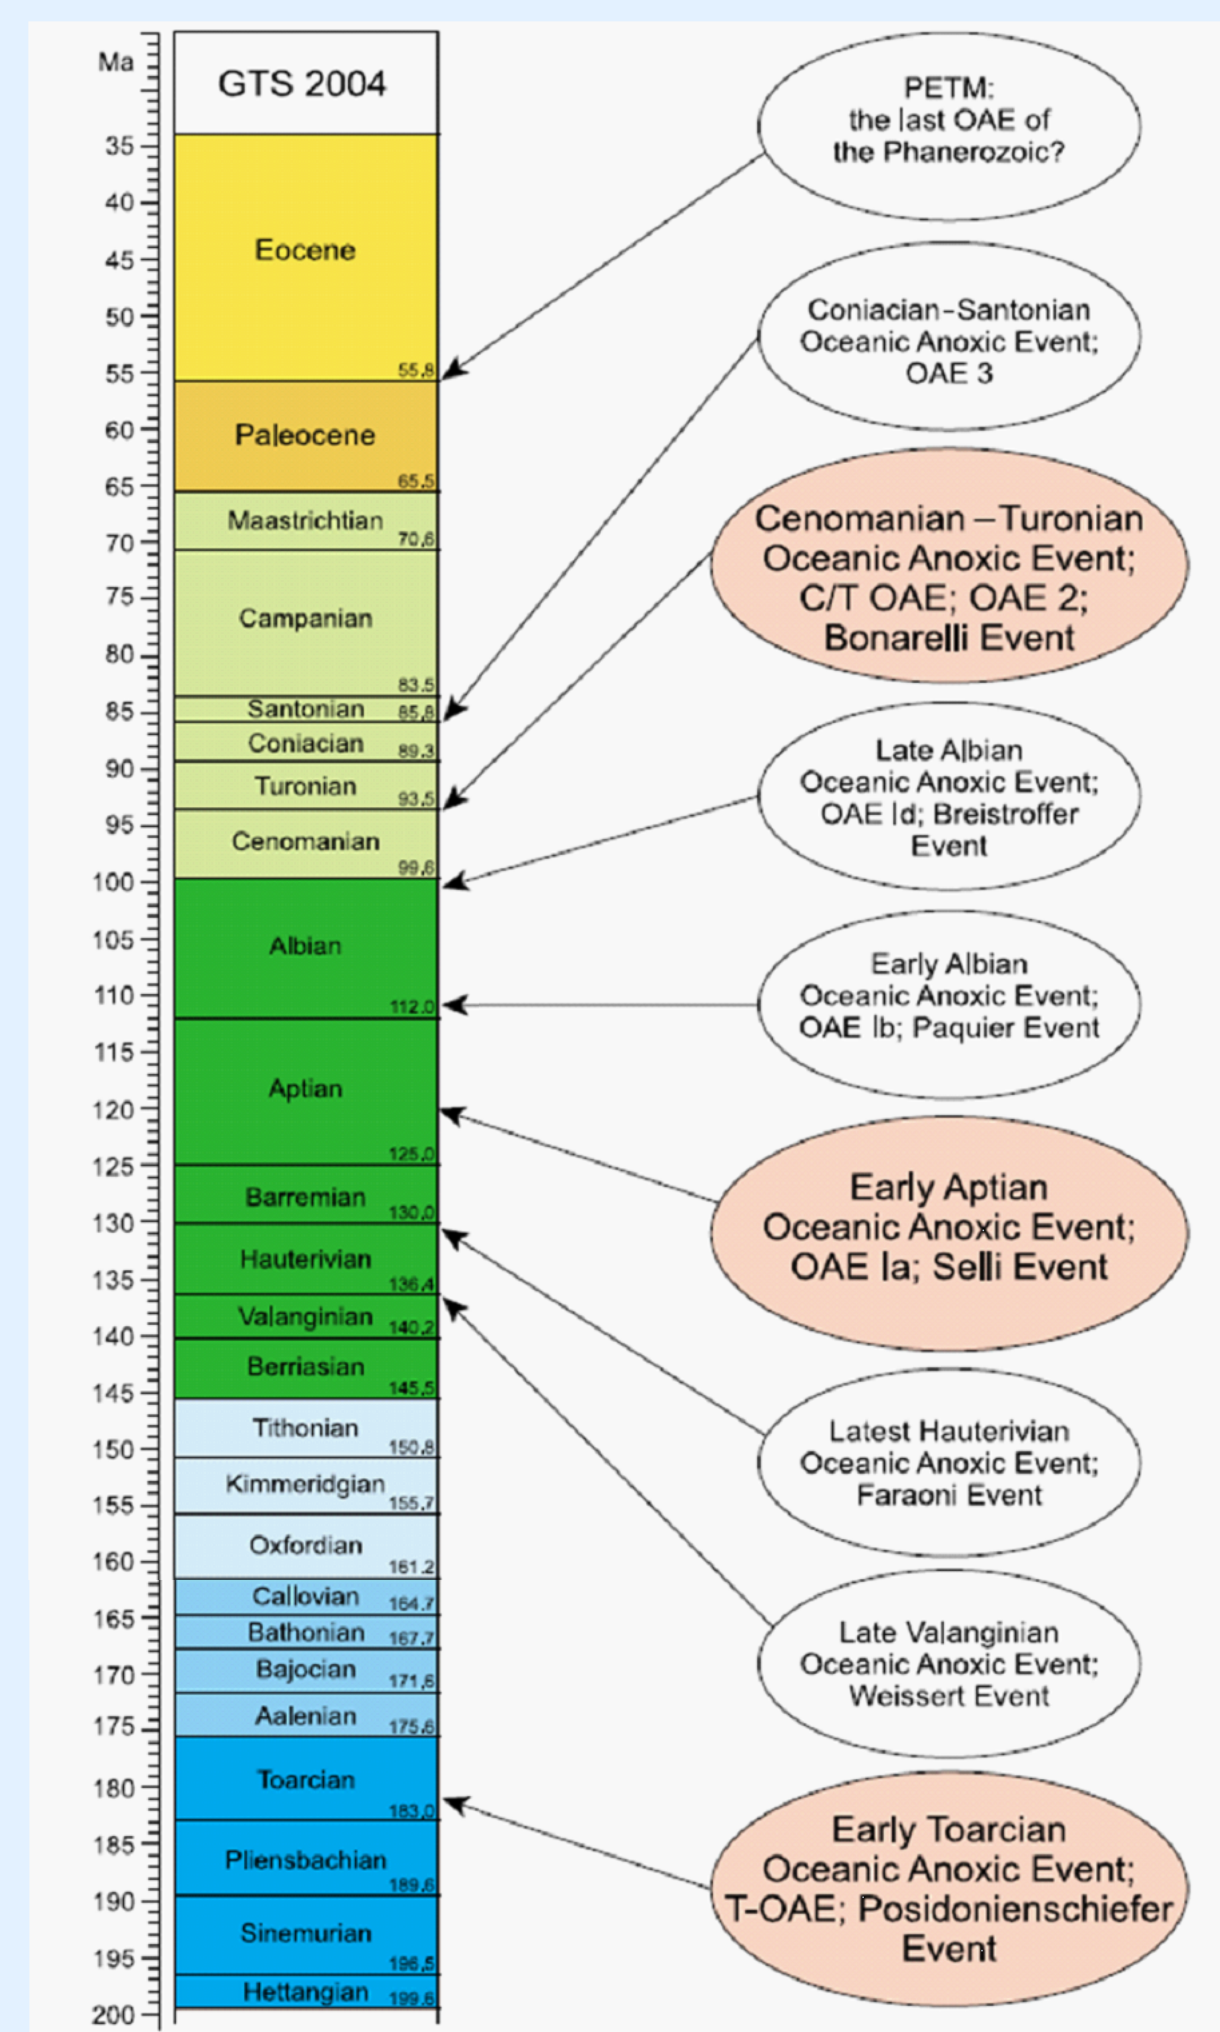 Ma
GTS 2004
35
40
45
50
55
60
65
70
75
80
85
90
95
100
105
110
115
120
125
130
135
140
145
150
155
160
165
170
175
180
185
190
195
200
Eocene
55.8
Paleocene
65.5
Maastrichtian
70.6
Campanian
83.5
Santonian 85.8
Coniacian 89.3
Turonian
93.5
Cenomanian
99.6
Albian
112.0
Aptian
125.0
Barremian
130.0
Hauterivian
136.4
Valanginian 140.2
Berriasian
145.5
Tithonian
150.8
Kimmeridgian
155.7
Oxfordian
161.2
Callovian 164.7
Bathonian 167.7
Bajocian 171.6
Aalenian 175.6
Toarcian
183.0
Pliensbachian
189.6
Sinemurian
196.5
Hettangian 199.6
PETM:
the last OAE of
the Phanerozoic?
Coniacian-Santonian
Oceanic Anoxic Event;
OAE 3
Cenomanian –Turonian
Oceanic Anoxic Event;
C/T OAE; OAE 2;
Bonarelli Event
Late Albian
Oceanic Anoxic Event;
OAE Id; Breistroffer
Event
Early Albian
Oceanic Anoxic Event;
OAE Ib; Paquier Event
Early Aptian
Oceanic Anoxic Event;
OAE Ia; Selli Event
Latest Hauterivian
Oceanic Anoxic Event;
Faraoni Event
Late Valanginian
Oceanic Anoxic Event;
Weissert Event
Early Toarcian
Oceanic Anoxic Event;
T-OAE; Posidonienschiefer
Event